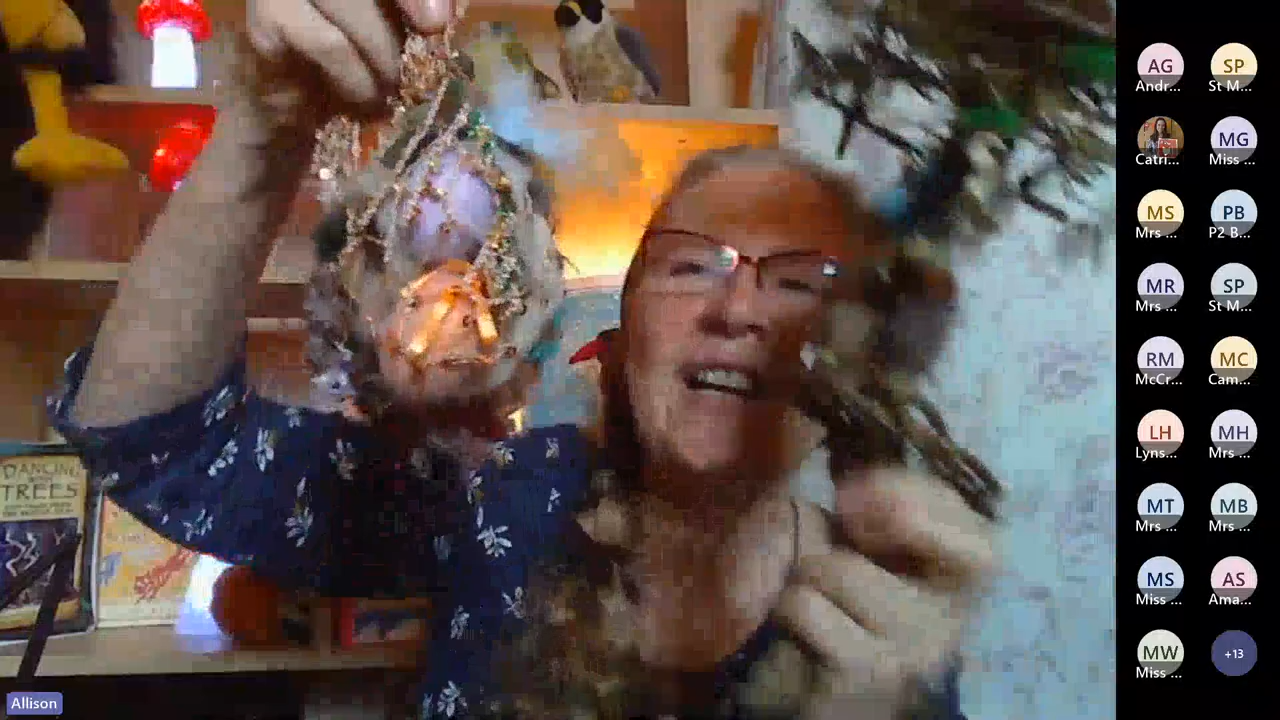 AG
Andr...
SP
St M...
Catri...
MG
Miss ...
MS
Mrs ...
PB
P2 B...
MR
Mrs ...
SP
St M...
RM
McCr...
MC
Cam...
LH
Lyns...
MH
Mrs ...
MT
Mrs ...
MB
Mrs ...
MS
Miss ...
AS
Ama...
MW
Miss ...
+13
DANCING
WITH
TREES
Allison